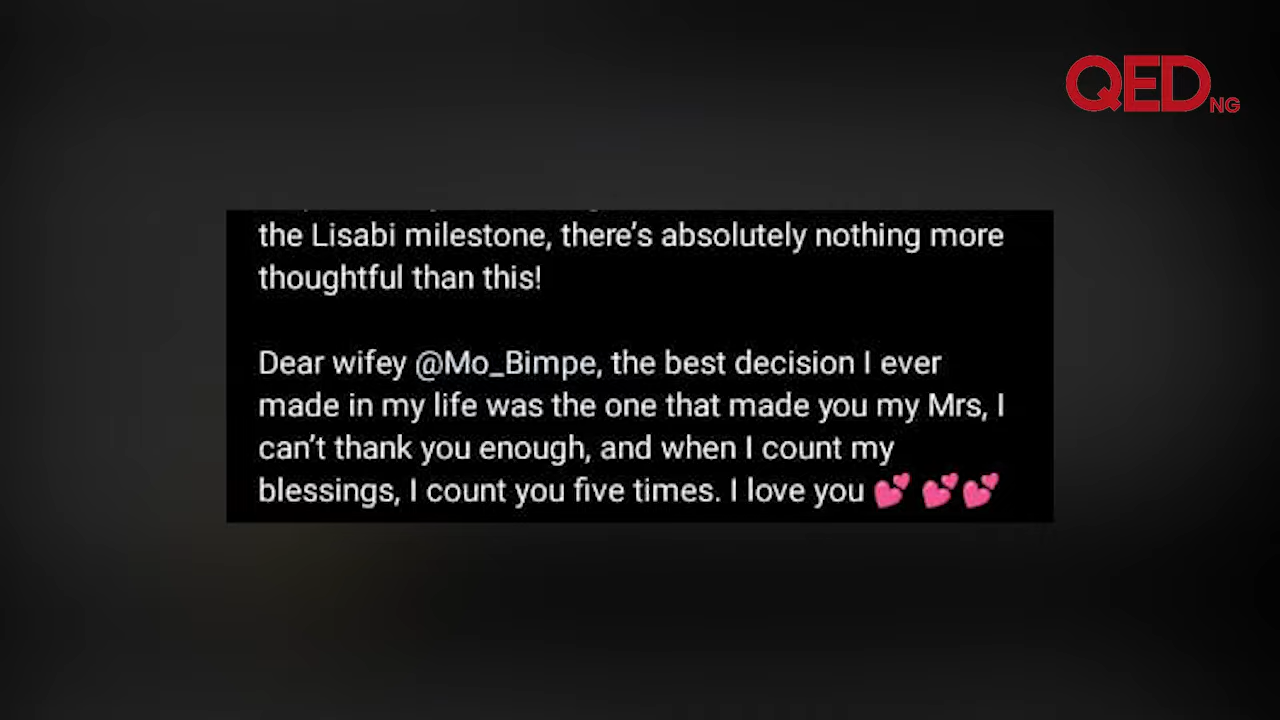 QED NG
the Lisabi milestone, there's absolutely nothing more
thoughtful than this!
Dear wifey @Mo_Bimpe, the best decision I ever
made in my life was the one that made you my Mrs, I
can't thank you enough, and when I count my
blessings, I count you five times. I love you 💕 💕💕